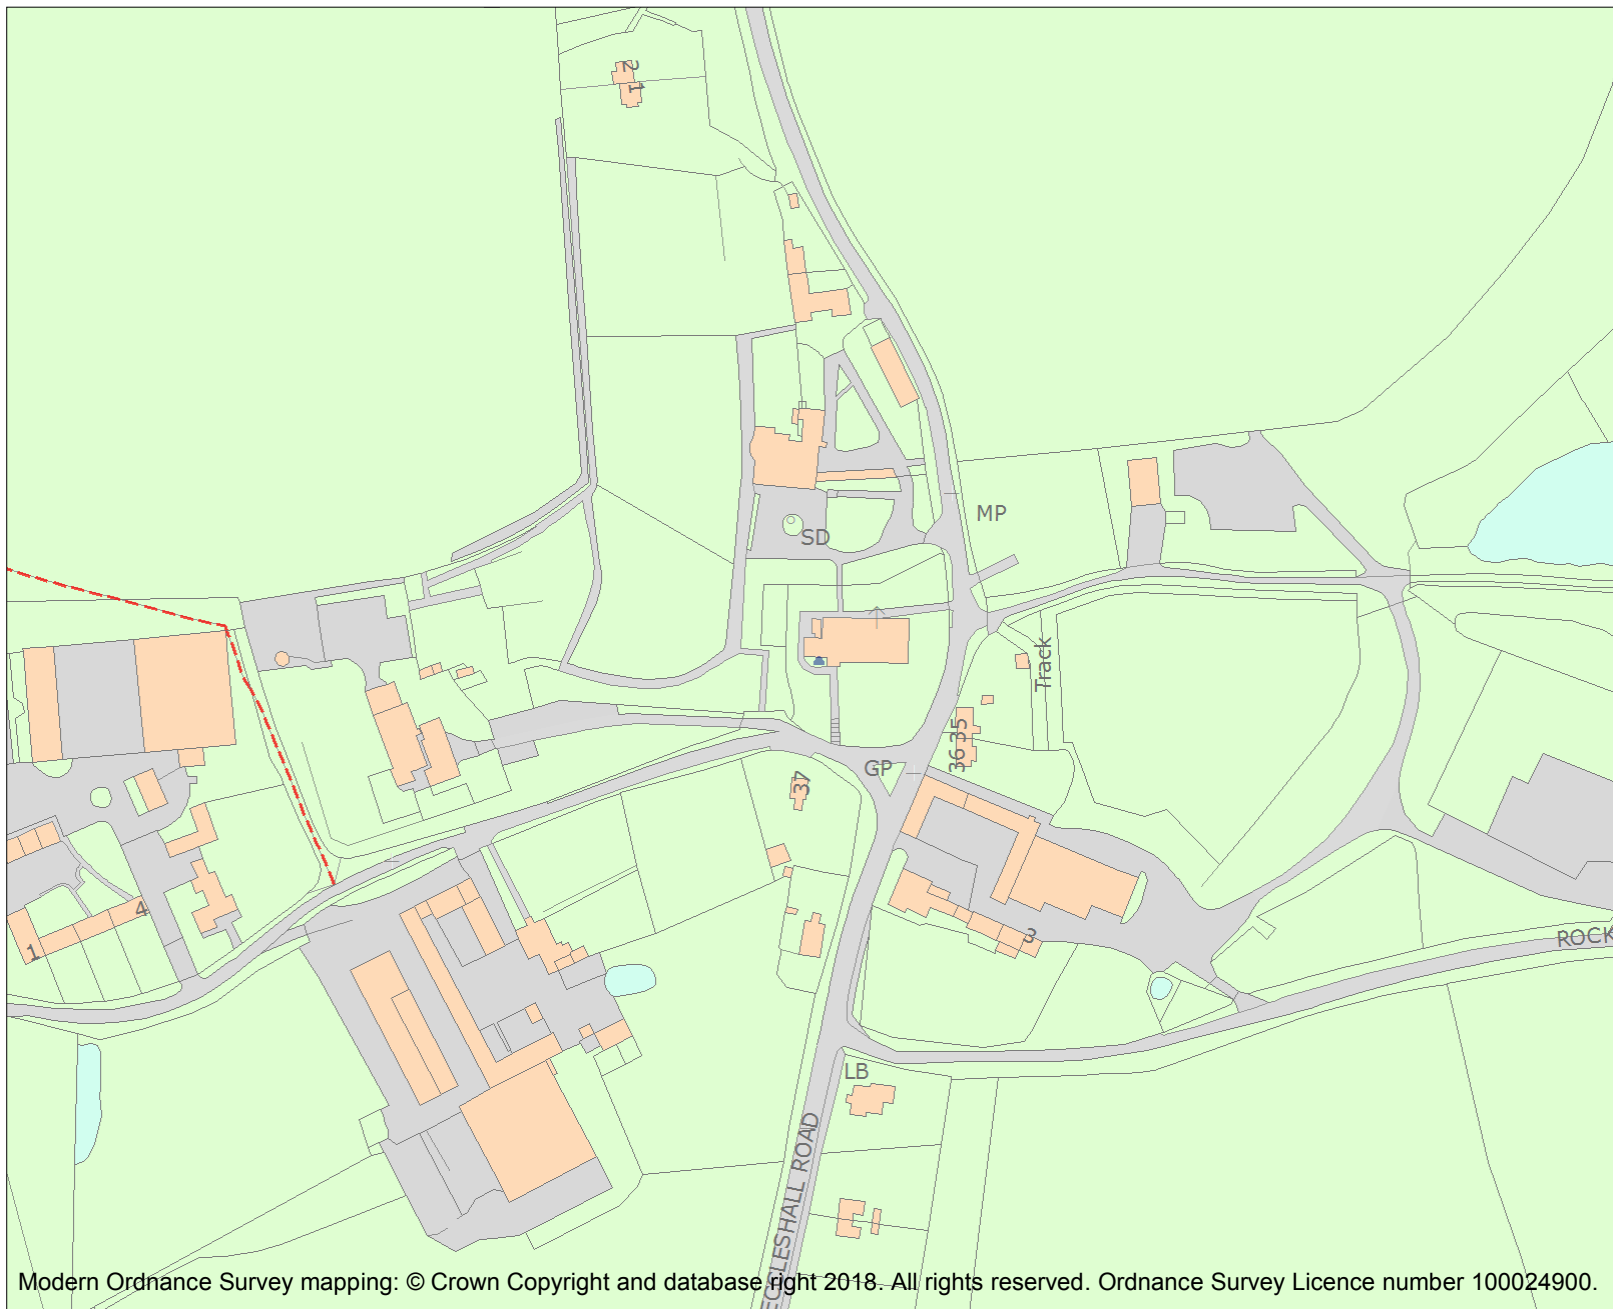 2
1
MP
SD
Track
35
36
GP
37
4
1
3
ROCK
LB
ECCLESHALL ROAD
Modern Ordnance Survey mapping: © Crown Copyright and database right 2018. All rights reserved. Ordnance Survey Licence number 100024900.